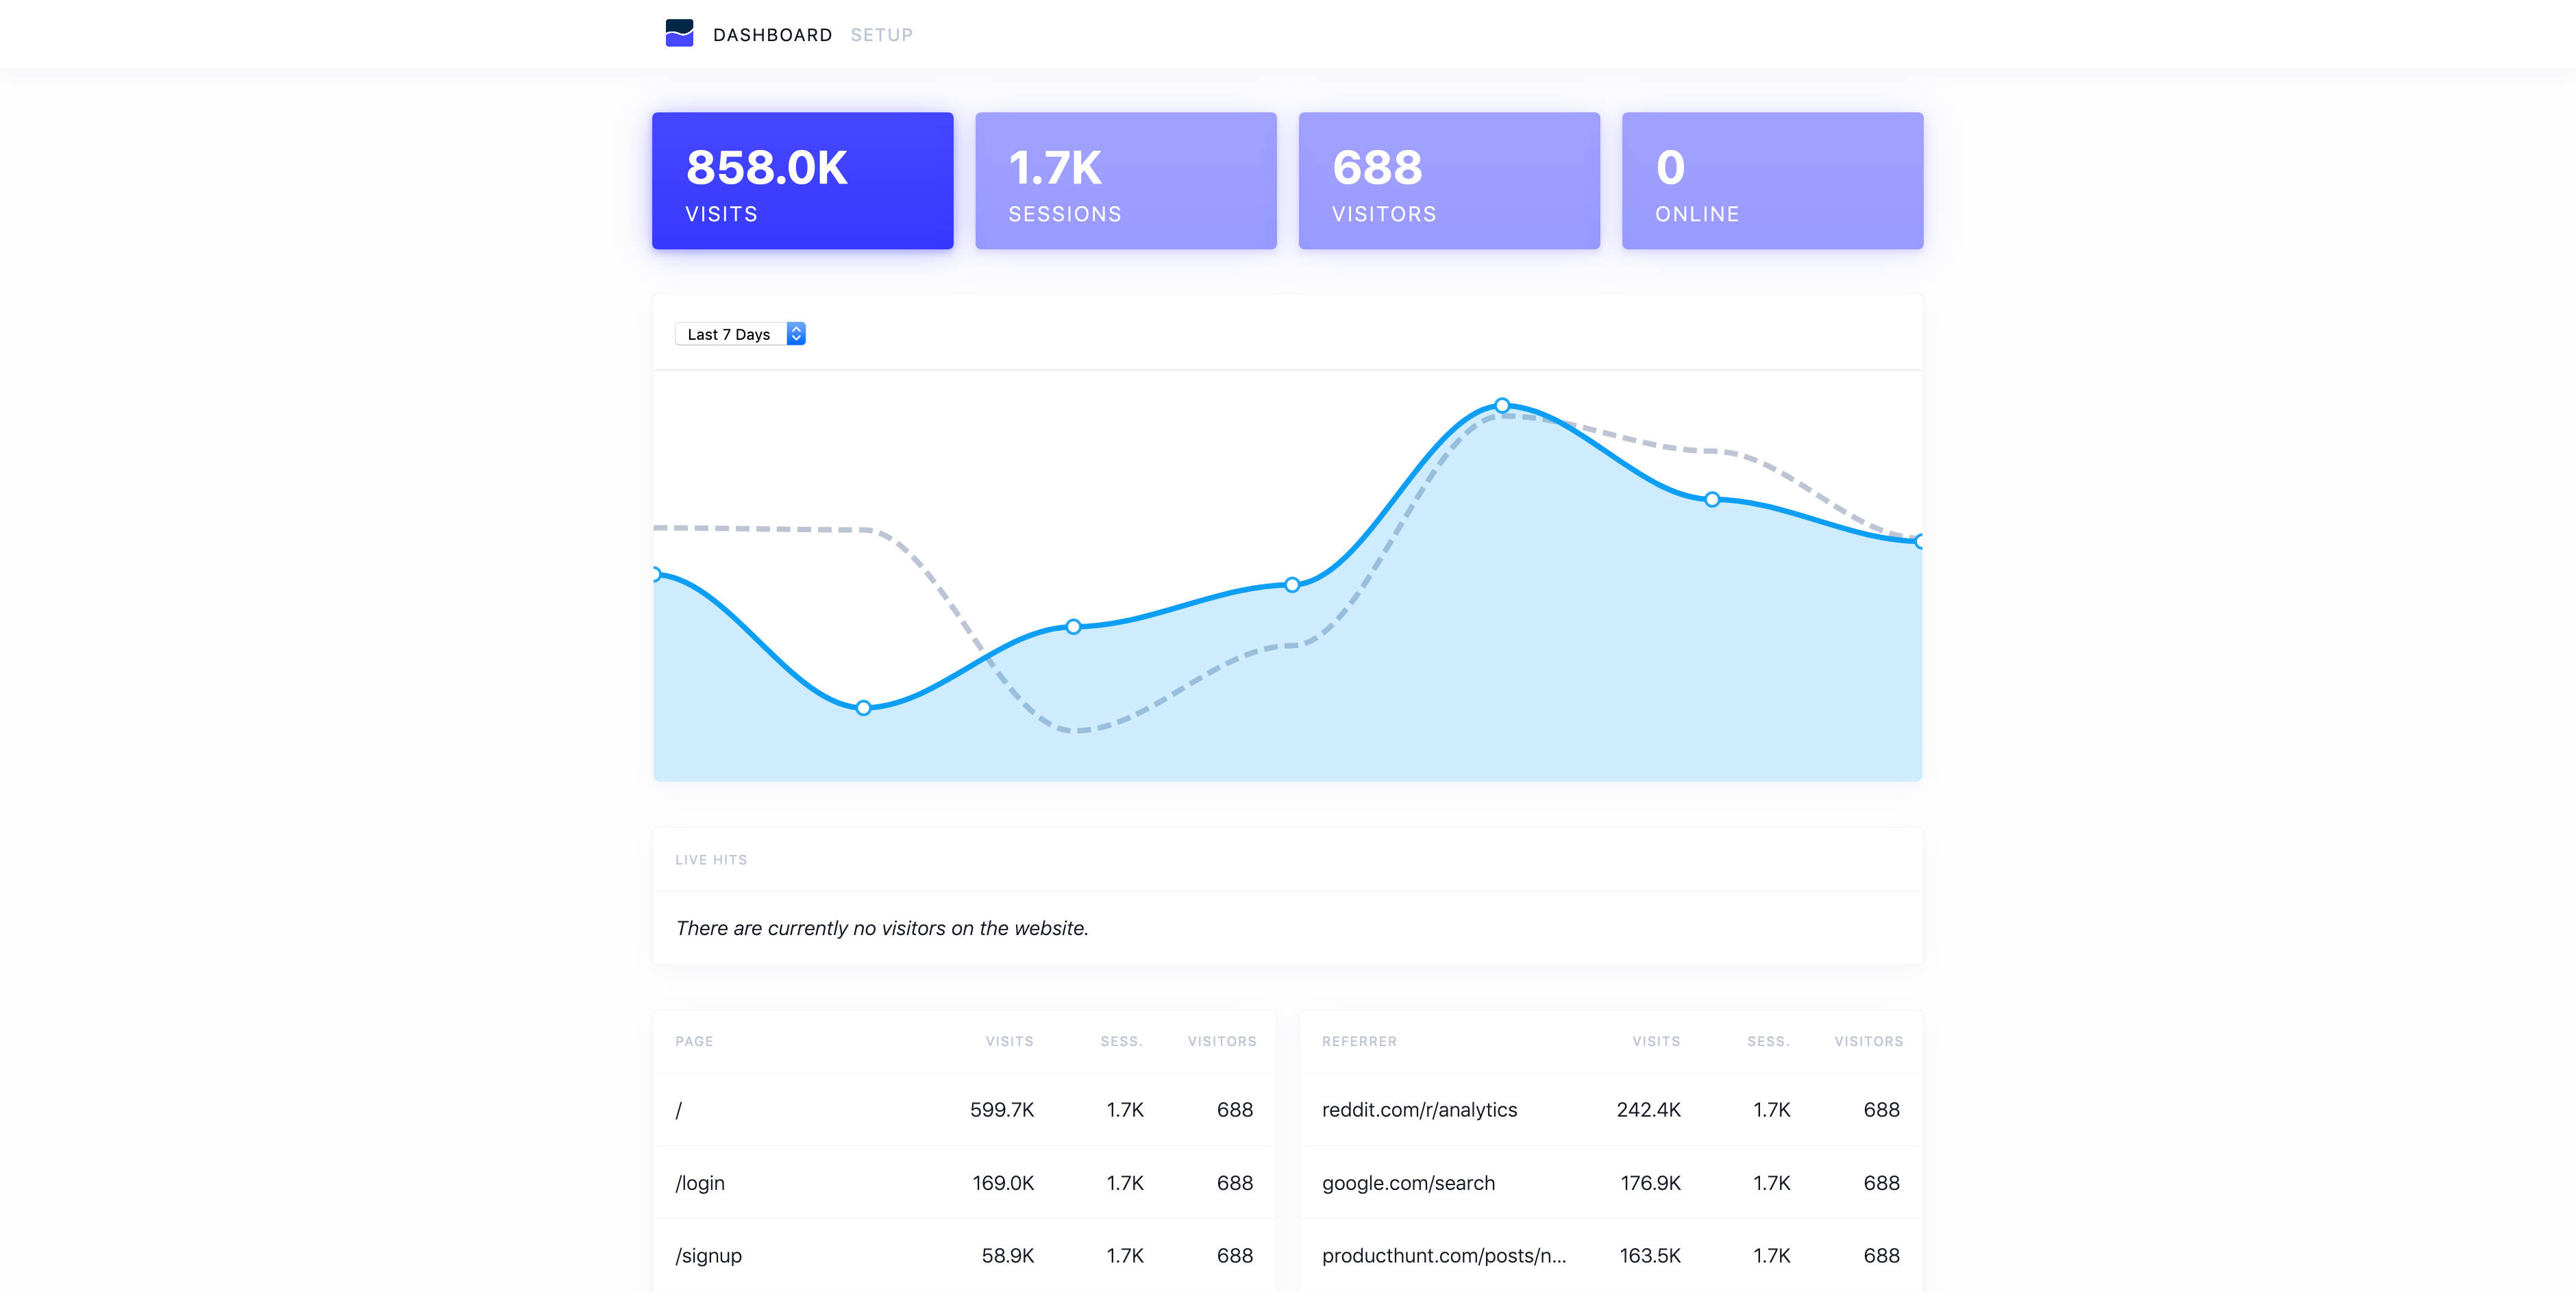 DASHBOARD SETUP
858.0K
VISITS
1.7K
SESSIONS
688
VISITORS
0
ONLINE
Last 7 Days
LIVE HITS
There are currently no visitors on the website.
PAGE VISITS SESS. VISITORS
/ 599.7K 1.7K 688
/login 169.0K 1.7K 688
/signup 58.9K 1.7K 688
REFERRER VISITS SESS. VISITORS
reddit.com/r/analytics 242.4K 1.7K 688
google.com/search 176.9K 1.7K 688
producthunt.com/posts/n... 163.5K 1.7K 688